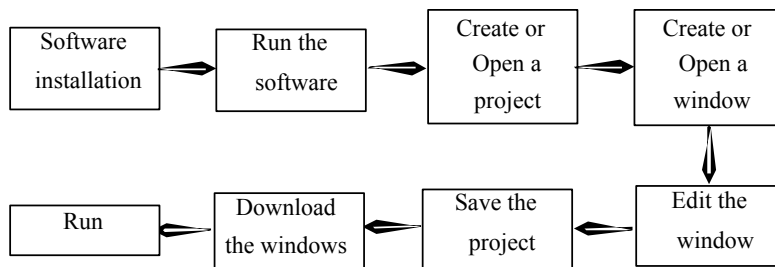 Software
installation
Run the
software
Create or
Open a
project
Create or
Open a
window
Edit the
window
Save the
project
Download
the windows
Run